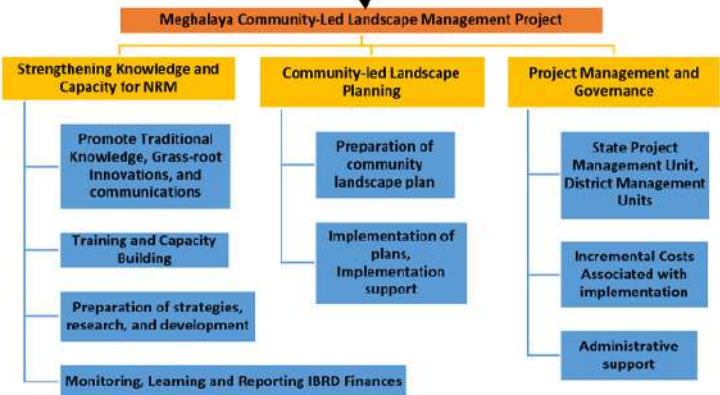 Meghalaya Community-Led Landscape Management Project
Strengthening Knowledge and
Capacity for NRM
Promote Traditional
Knowledge, Grass-root
Innovations, and
communications
Training and Capacity
Building
Preparation of strategies,
research, and development
Monitoring, Learning and Reporting IBRD Finances
Community-led Landscape
Planning
Preparation of
community
landscape plan
Implementation of
plans,
Implementation
support
Project Management and
Governance
State Project
Management Unit,
District Management
Units
Incremental Costs
Associated with
implementation
Administrative
support